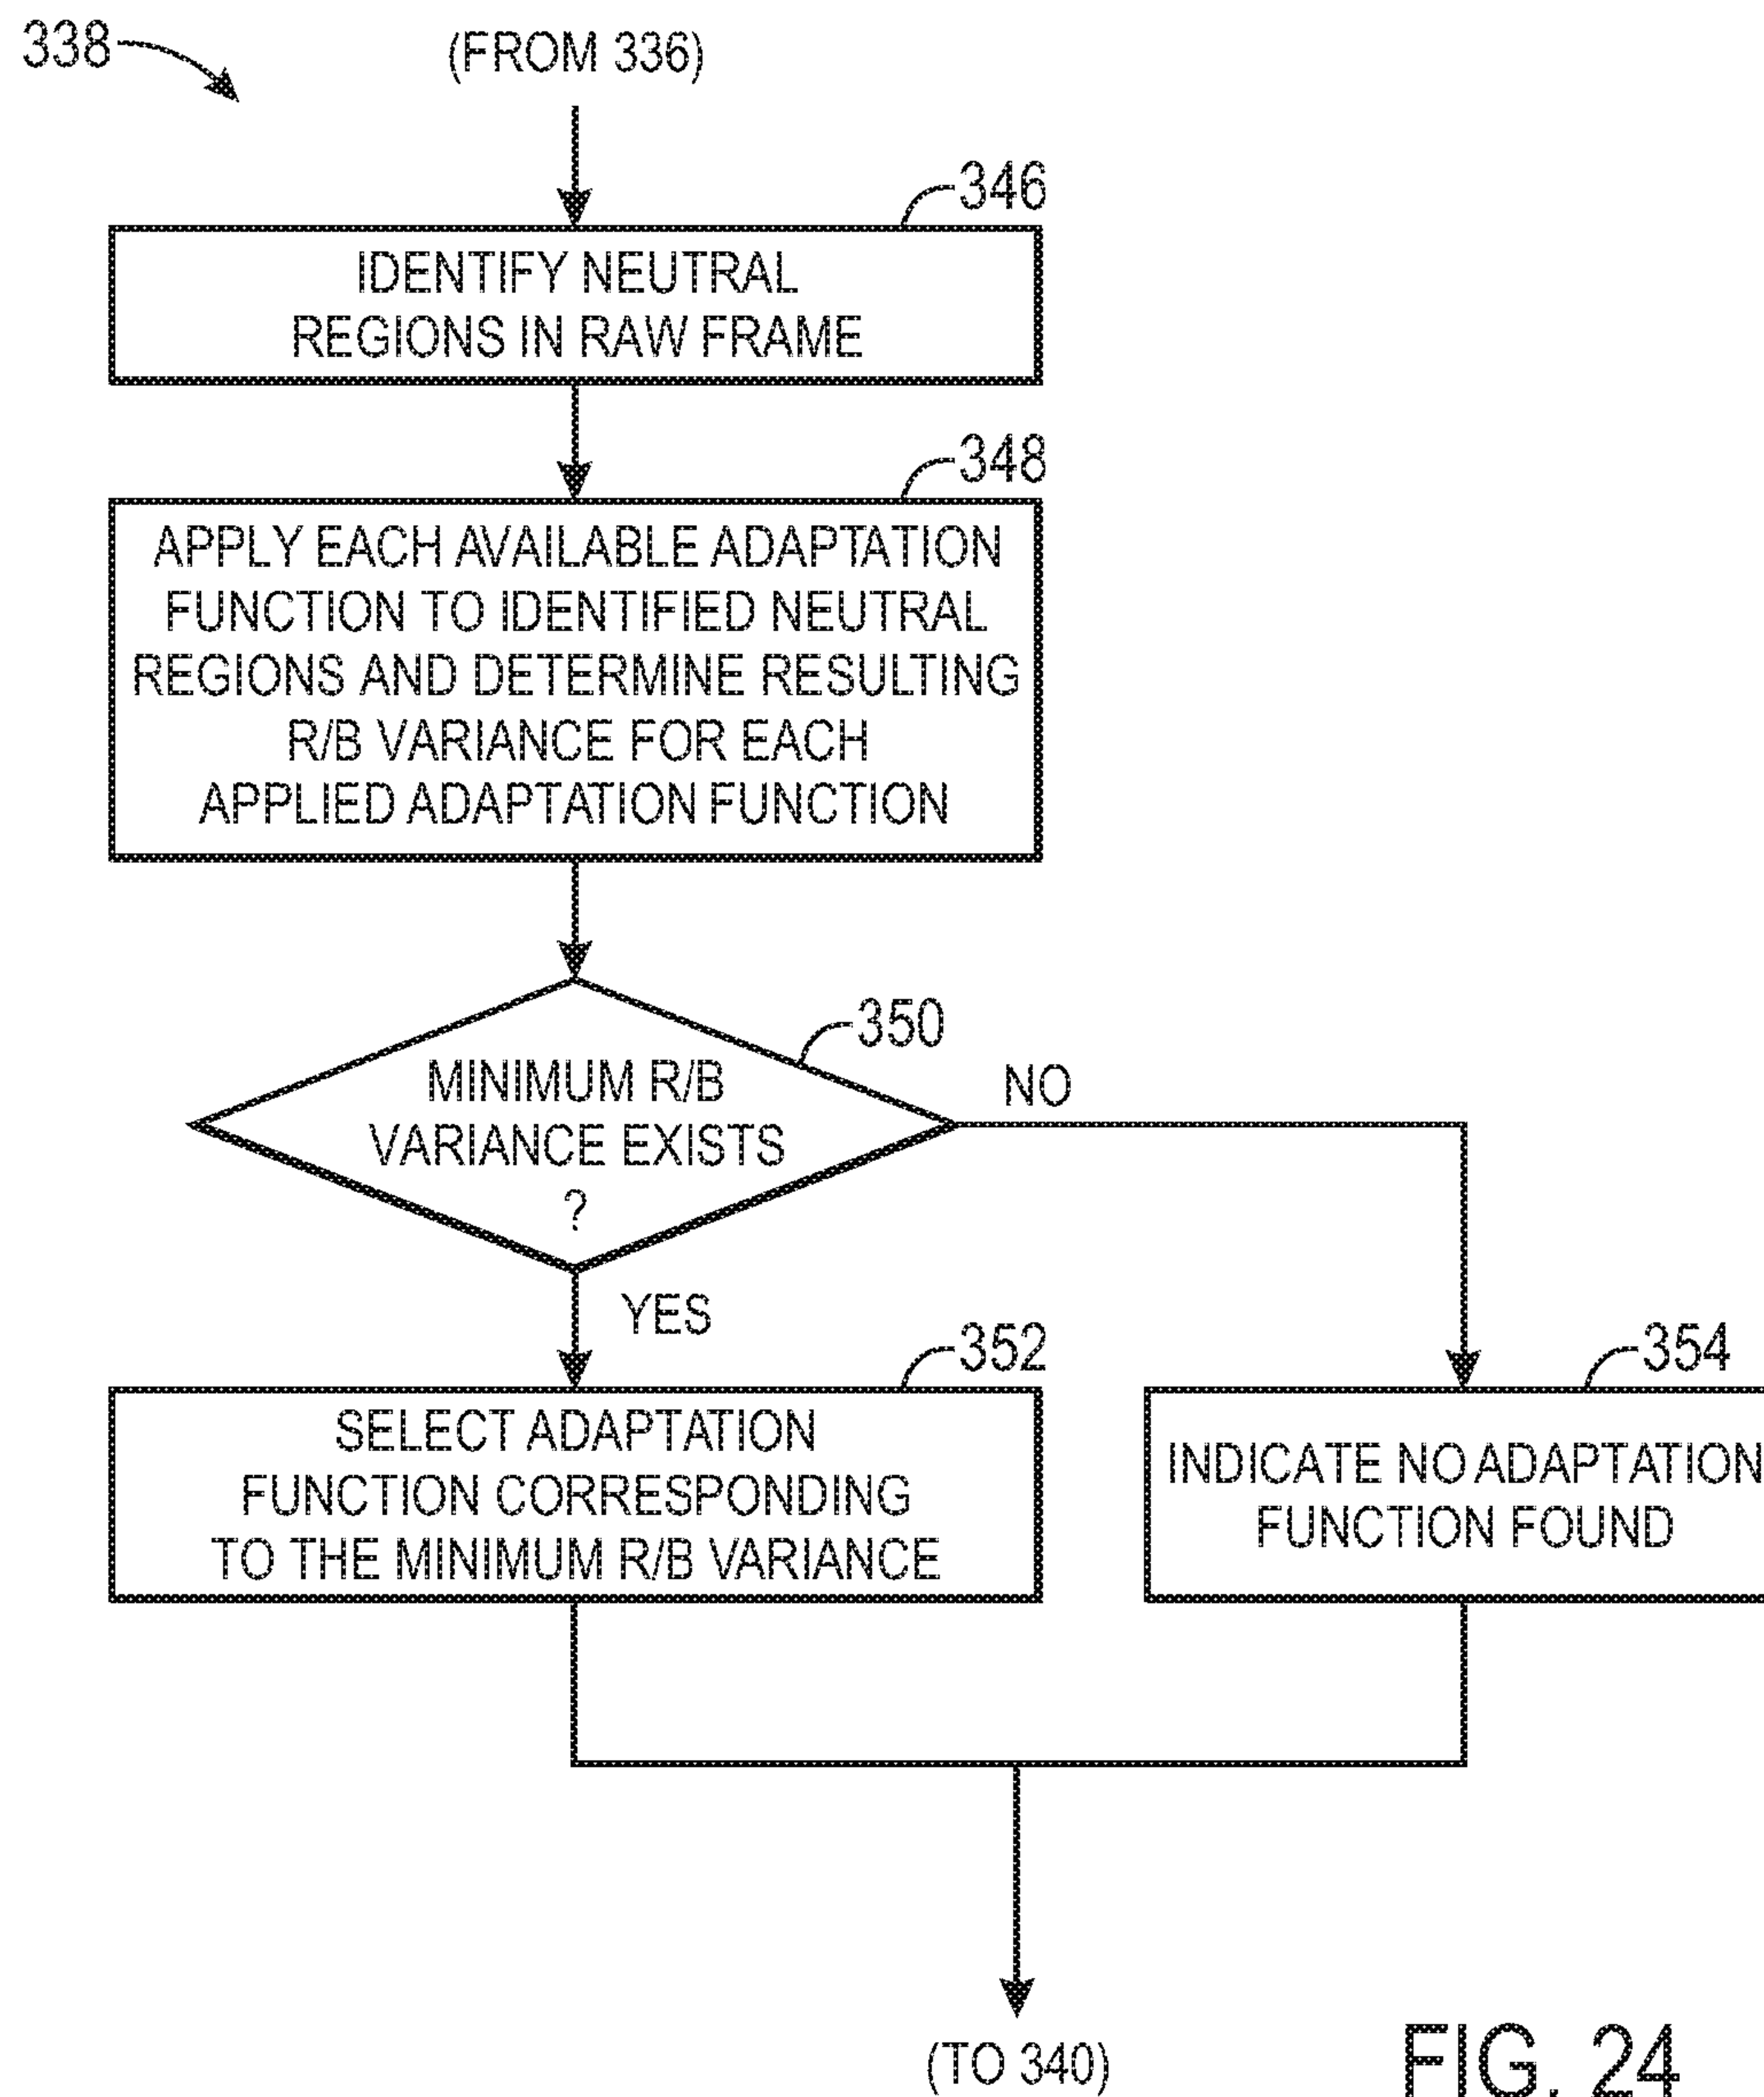 338
(FROM 336)
346
IDENTIFY NEUTRAL
REGIONS IN RAW FRAME
348
APPLY EACH AVAILABLE ADAPTATION
FUNCTION TO IDENTIFIED NEUTRAL
REGIONS AND DETERMINE RESULTING
R/B VARIANCE FOR EACH
APPLIED ADAPTATION FUNCTION
350
MINIMUM R/B
VARIANCE EXISTS
?
NO
YES
352
SELECT ADAPTATION
FUNCTION CORRESPONDING
TO THE MINIMUM R/B VARIANCE
354
INDICATE NO ADAPTATION
FUNCTION FOUND
(TO 340)
FIG. 24